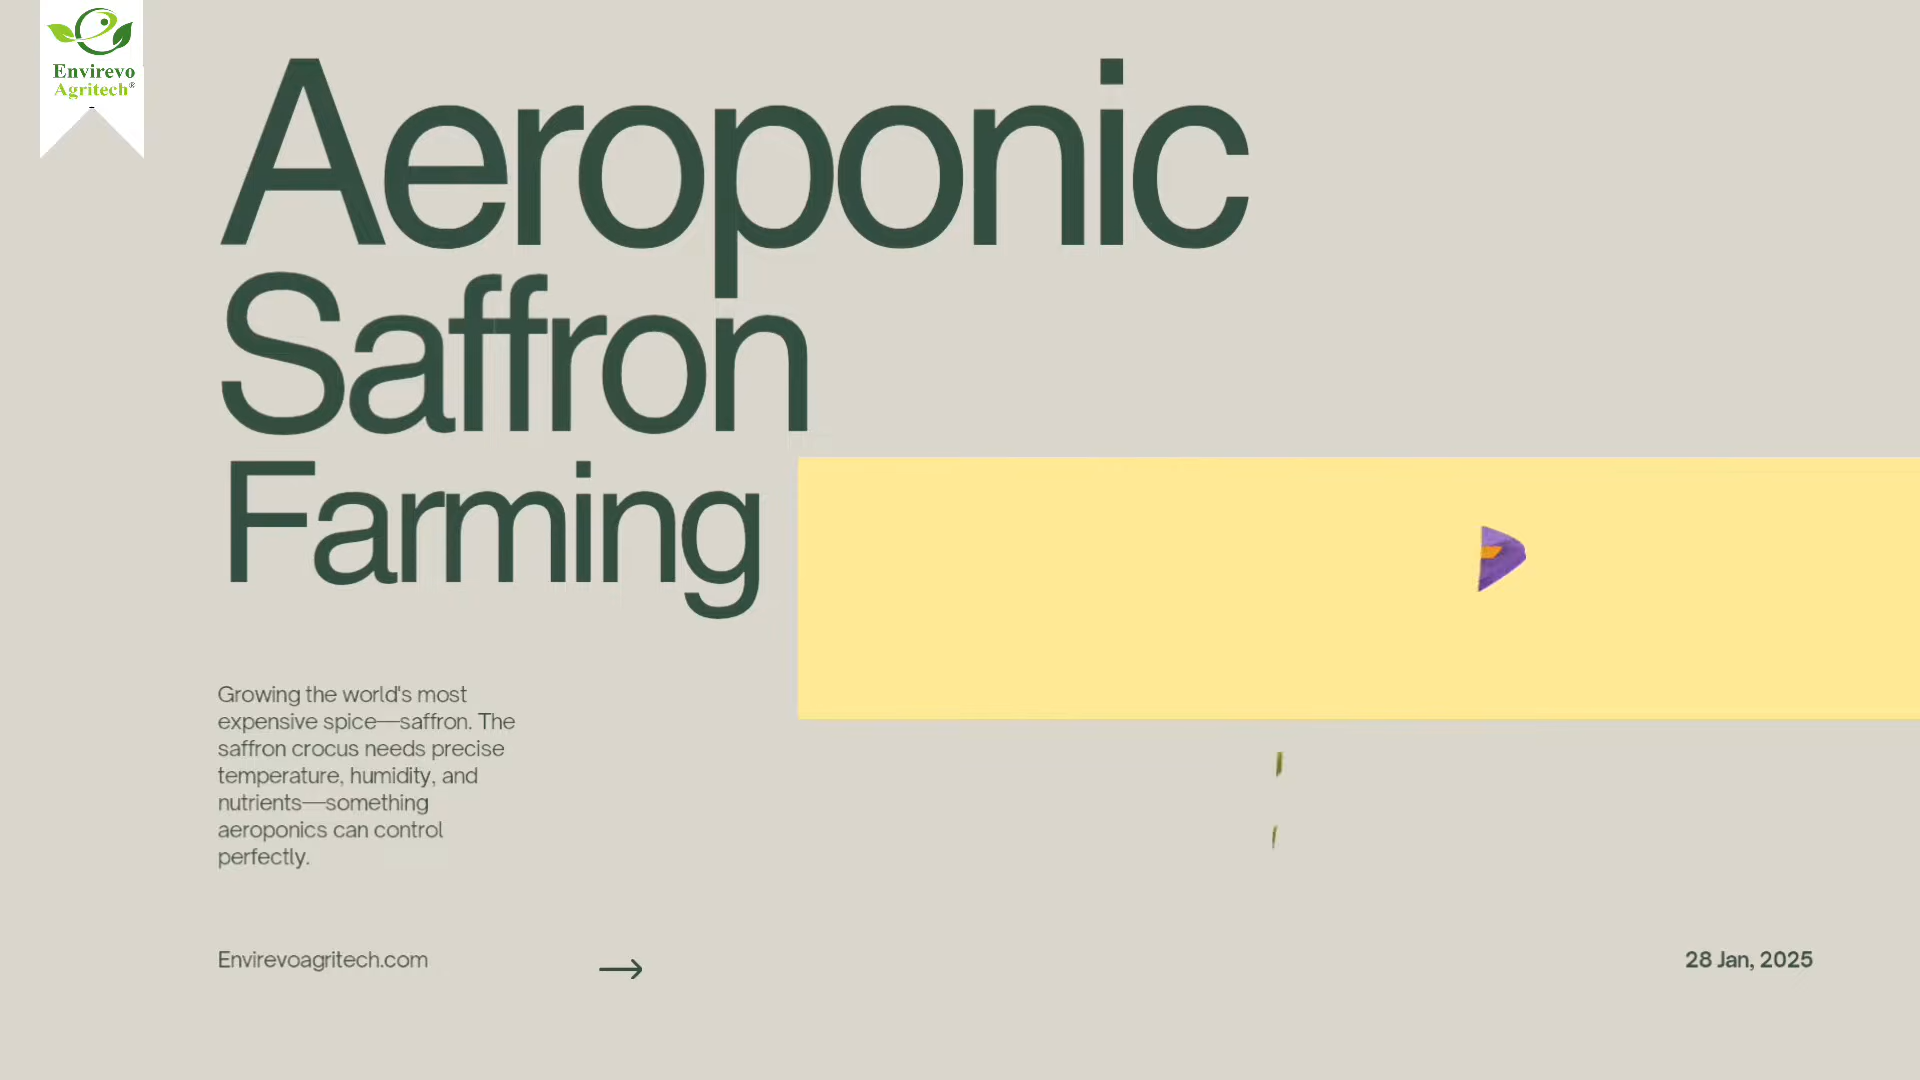 Envirevo
Agritech®
Aeroponic
Saffron
Farming
Growing the world's most
expensive spice—saffron. The
saffron crocus needs precise
temperature, humidity, and
nutrients—something
aeroponics can control
perfectly.
Envirevoagritech.com
28 Jan, 2025